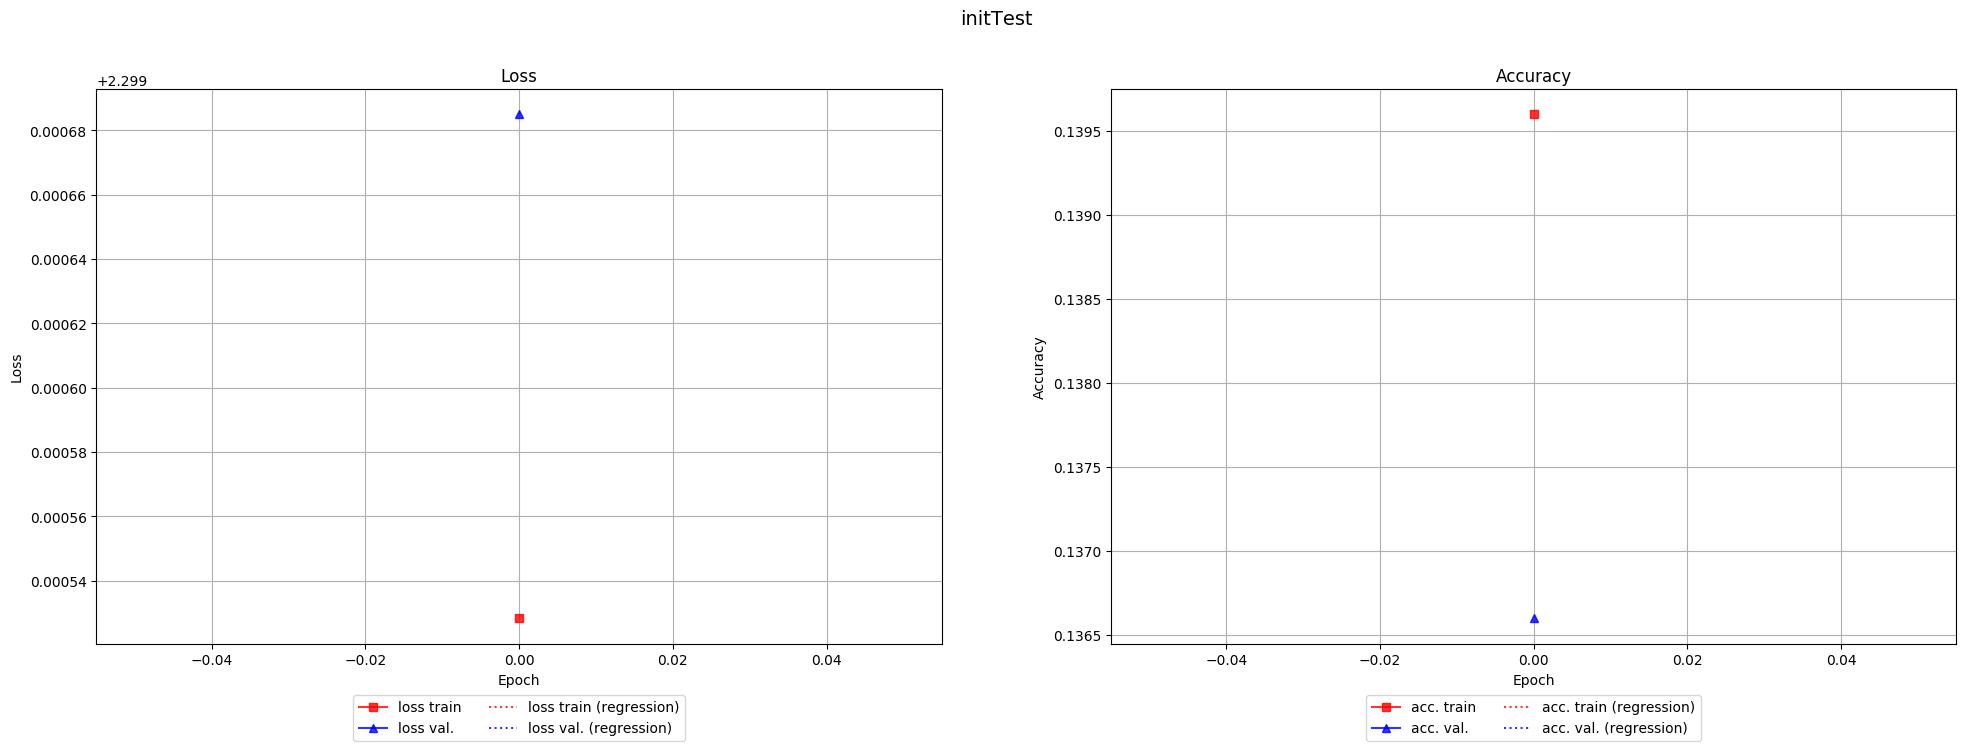 initTest
Loss
+2.299
0.00068
0.00066
0.00064
0.00062
0.00060
0.00058
0.00056
0.00054
Loss
−0.04 −0.02 0.00 0.02 0.04
Epoch
loss train loss train (regression)
loss val. loss val. (regression)
Accuracy
0.1395
0.1390
0.1385
0.1380
0.1375
0.1370
0.1365
Accuracy
−0.04 −0.02 0.00 0.02 0.04
Epoch
acc. train acc. train (regression)
acc. val. acc. val. (regression)